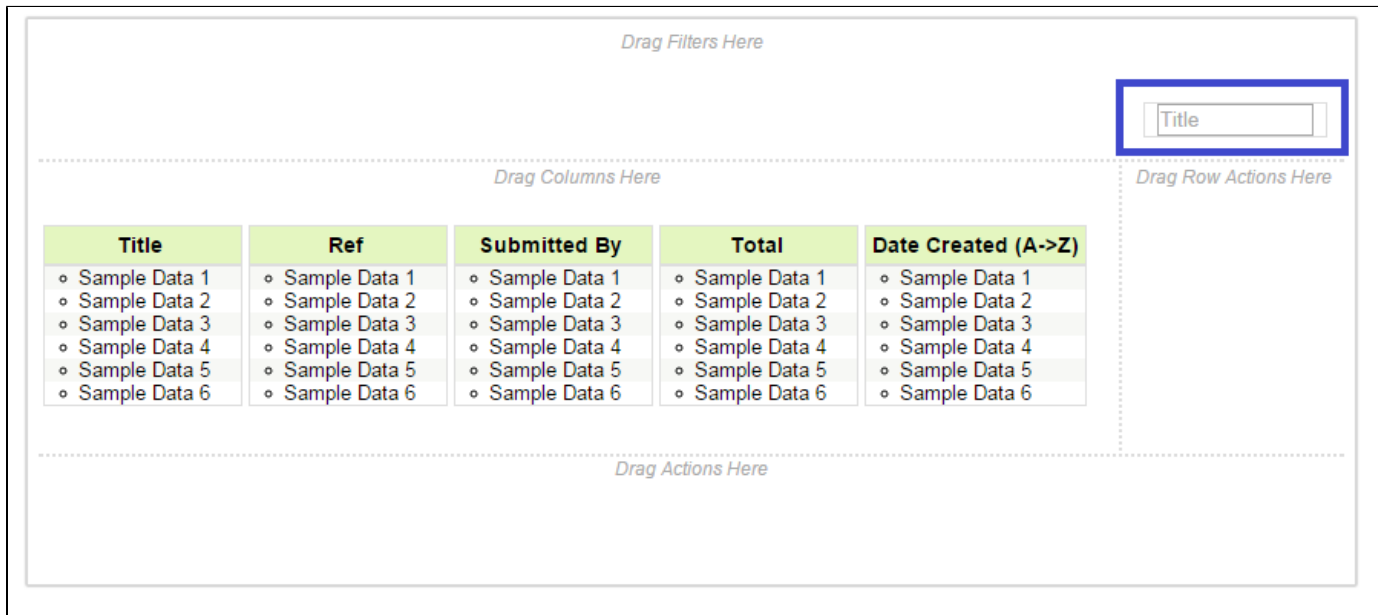 Drag Filters Here
Title
Drag Columns Here
Drag Row Actions Here
Title Ref Submitted By Total Date Created (A->Z)
Sample Data 1 Sample Data 1 Sample Data 1 Sample Data 1 Sample Data 1
Sample Data 2 Sample Data 2 Sample Data 2 Sample Data 2 Sample Data 2
Sample Data 3 Sample Data 3 Sample Data 3 Sample Data 3 Sample Data 3
Sample Data 4 Sample Data 4 Sample Data 4 Sample Data 4 Sample Data 4
Sample Data 5 Sample Data 5 Sample Data 5 Sample Data 5 Sample Data 5
Sample Data 6 Sample Data 6 Sample Data 6 Sample Data 6 Sample Data 6
Drag Actions Here